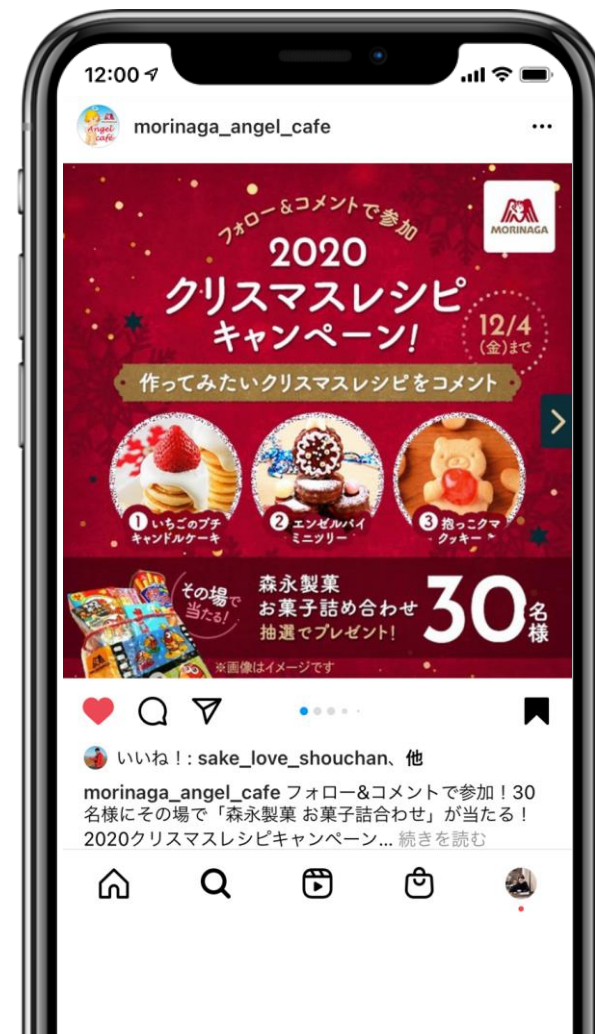 12:00
Angel
café
morinaga_angel_cafe
フォロー&コメントで参加
MORINAGA
2020
クリスマスレシピ
キャンペーン!
12/4
(金)まで
作ってみたいクリスマスレシピをコメント
1 いちごのプチ
キャンドルケーキ
2 エンゼルパイ
ミニツリー
3 抱っこクマ
クッキー
その場で
当たる!
森永製菓
お菓子詰め合わせ
抽選でプレゼント!
30名様
※画像はイメージです
いいね!: sake_love_shouchan、他
morinaga_angel_cafe フォロー&コメントで参加！30
名様にその場で「森永製菓 お菓子詰合わせ」が当たる！
2020クリスマスレシピキャンペーン... 続きを読む